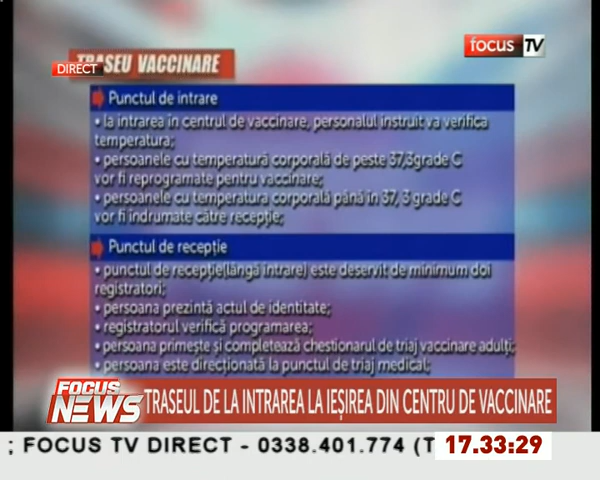 focus TV
TRASEU VACCINARE
DIRECT
Punctul de intrare
• la intrarea în centrul de vaccinare, personalul instruit va verifica
temperatura;
• persoanele cu temperatură corporală de peste 37,3grade C
vor fi reprogramate pentru vaccinare;
• persoanele cu temperatura corporală până în 37, 3 grade C
vor fi îndrumate către recepție;
Punctul de recepție
• punctul de recepție(lângă intrare) este deservit de minimum doi
registratori;
• persoana prezintă actul de identitate;
• registratorul verifică programarea;
• persoana primește și completează chestionarul de triaj vaccinare adulți;
• persoana este direcționată la punctul de triaj medical;
FOCUS
NEWS
TRASEUL DE LA INTRAREA LA IEȘIREA DIN CENTRU DE VACCINARE
; FOCUS TV DIRECT - 0338.401.774 (T
17.33:29